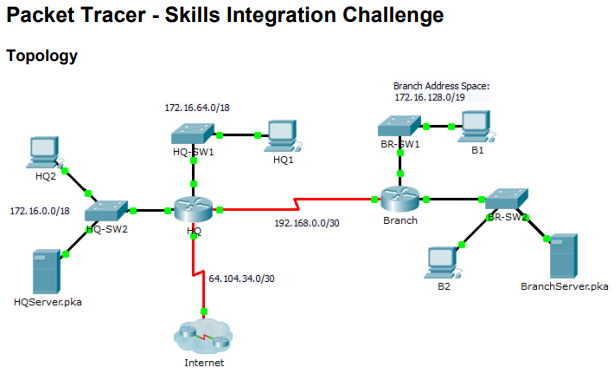 Packet Tracer - Skills Integration Challenge
Topology
Branch Address Space:
172.16.128.0/19
172.16.64.0/18
HQ-SW1
HQ1
BR-SW1
B1
HQ2
172.16.0.0/18
HQ-SW2
HQ
192.168.0.0/30
Branch
BR-SW2
HQServer.pka
64.104.34.0/30
B2
BranchServer.pka
Internet